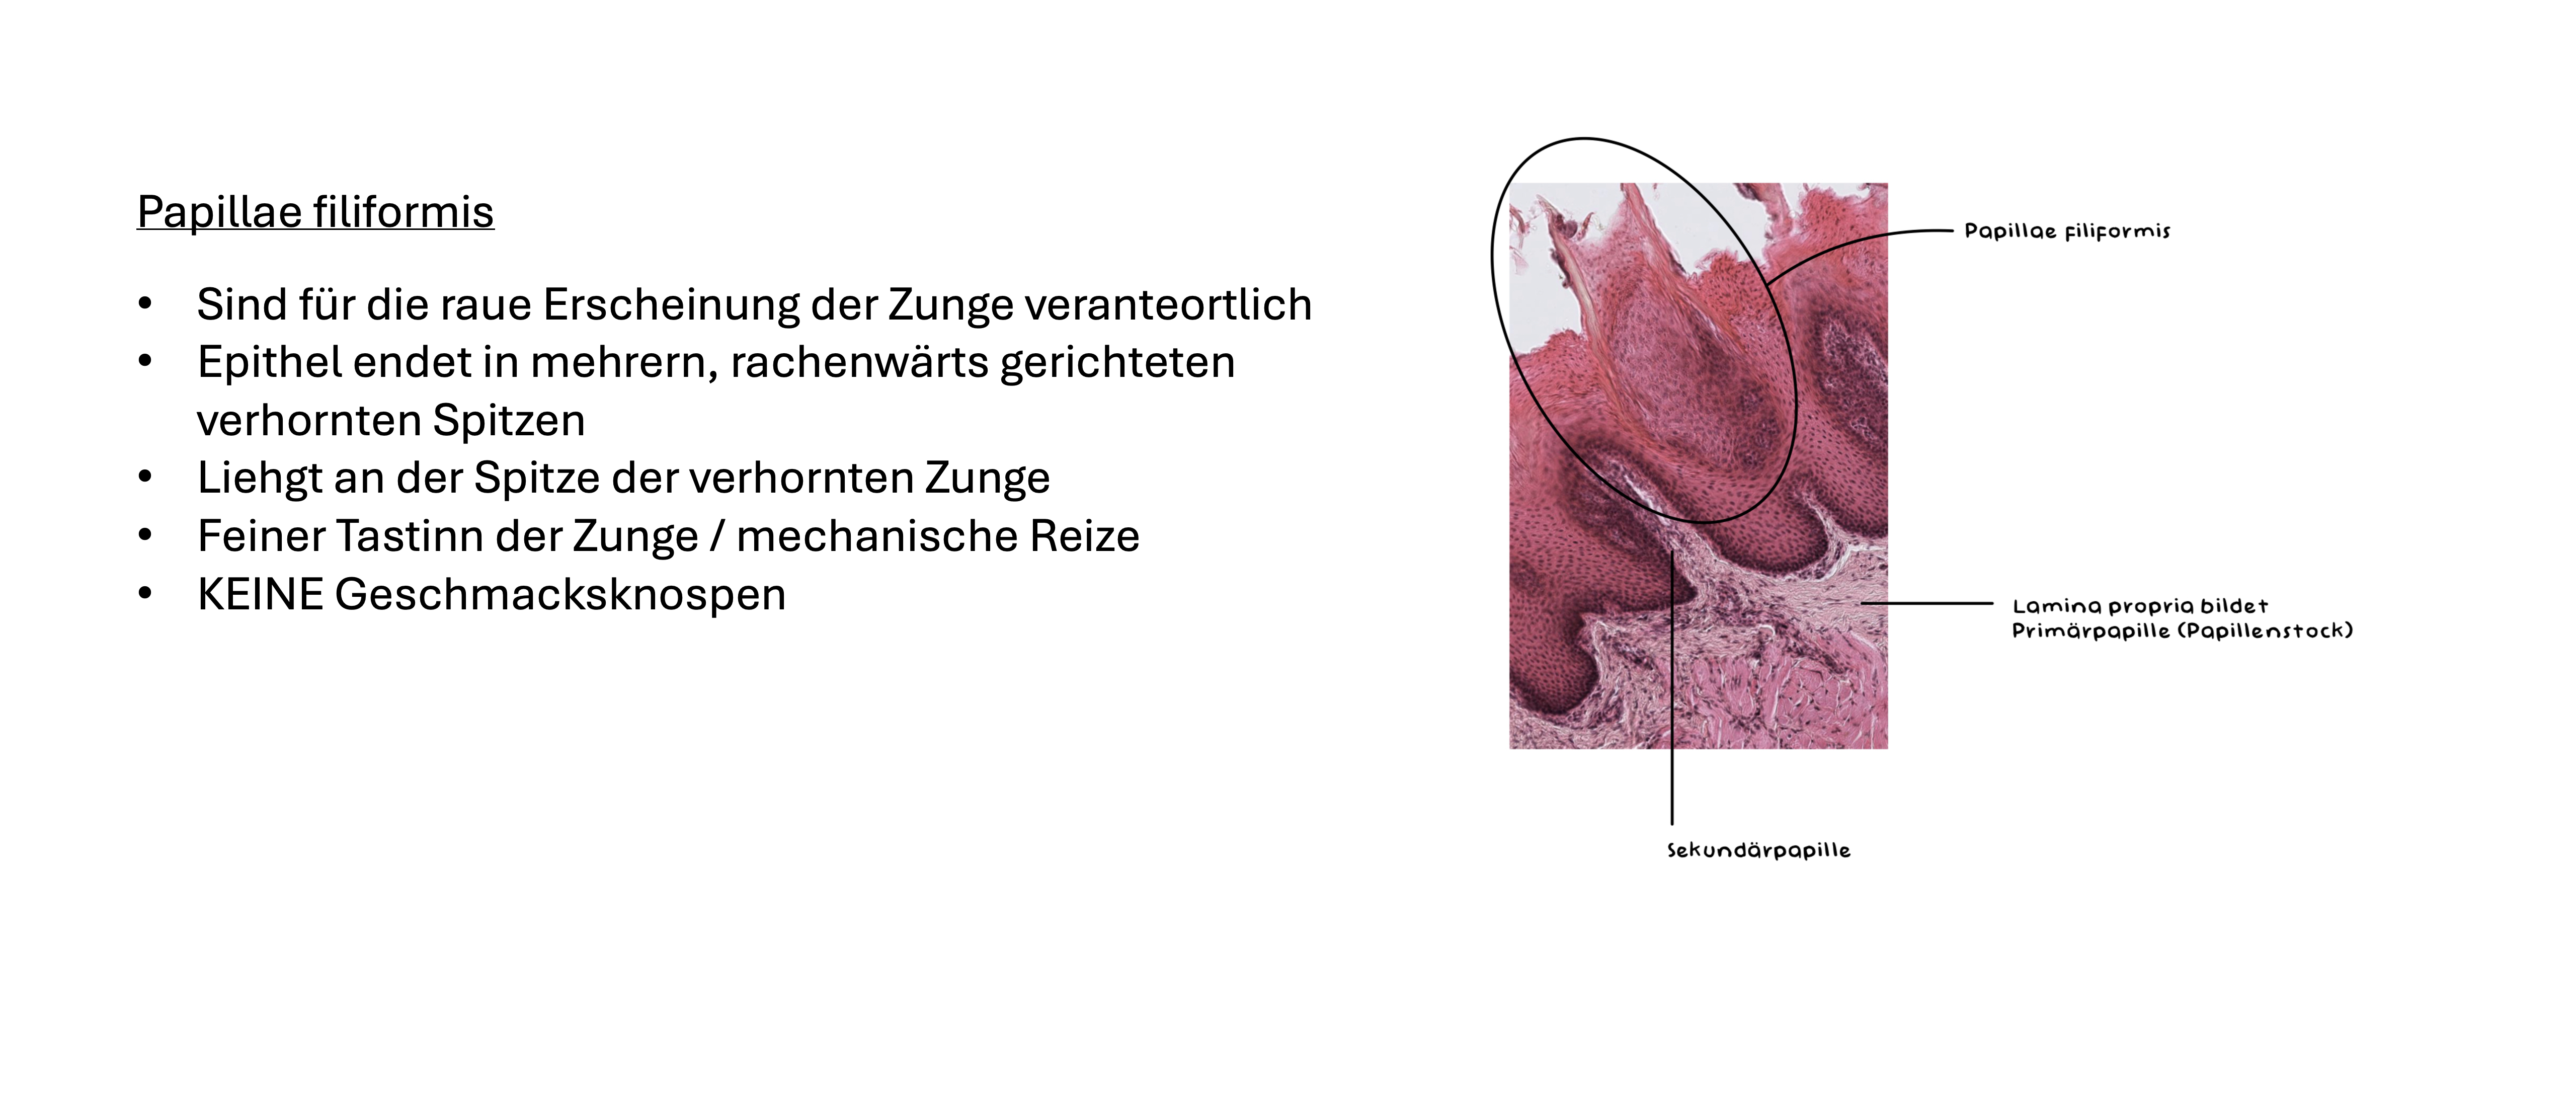 Papillae filiformis
• Sind für die raue Erscheinung der Zunge veranteortlich
• Epithel endet in mehrern, rachenwärts gerichteten
verhornten Spitzen
• Liehgt an der Spitze der verhornten Zunge
• Feiner Tastinn der Zunge / mechanische Reize
• KEINE Geschmacksknospen
Papillae filiformis
Lamina propria bildet
Primärpapille (Papillenstock)
Sekundärpapille